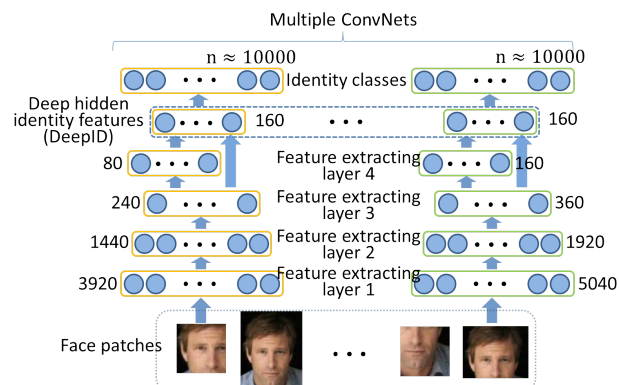 Multiple ConvNets
n ≈ 10000
n ≈ 10000
Identity classes
Deep hidden
identity features
(DeepID)
160
160
80
Feature extracting
layer 4
160
240
Feature extracting
layer 3
360
1440
Feature extracting
layer 2
1920
3920
Feature extracting
layer 1
5040
Face patches